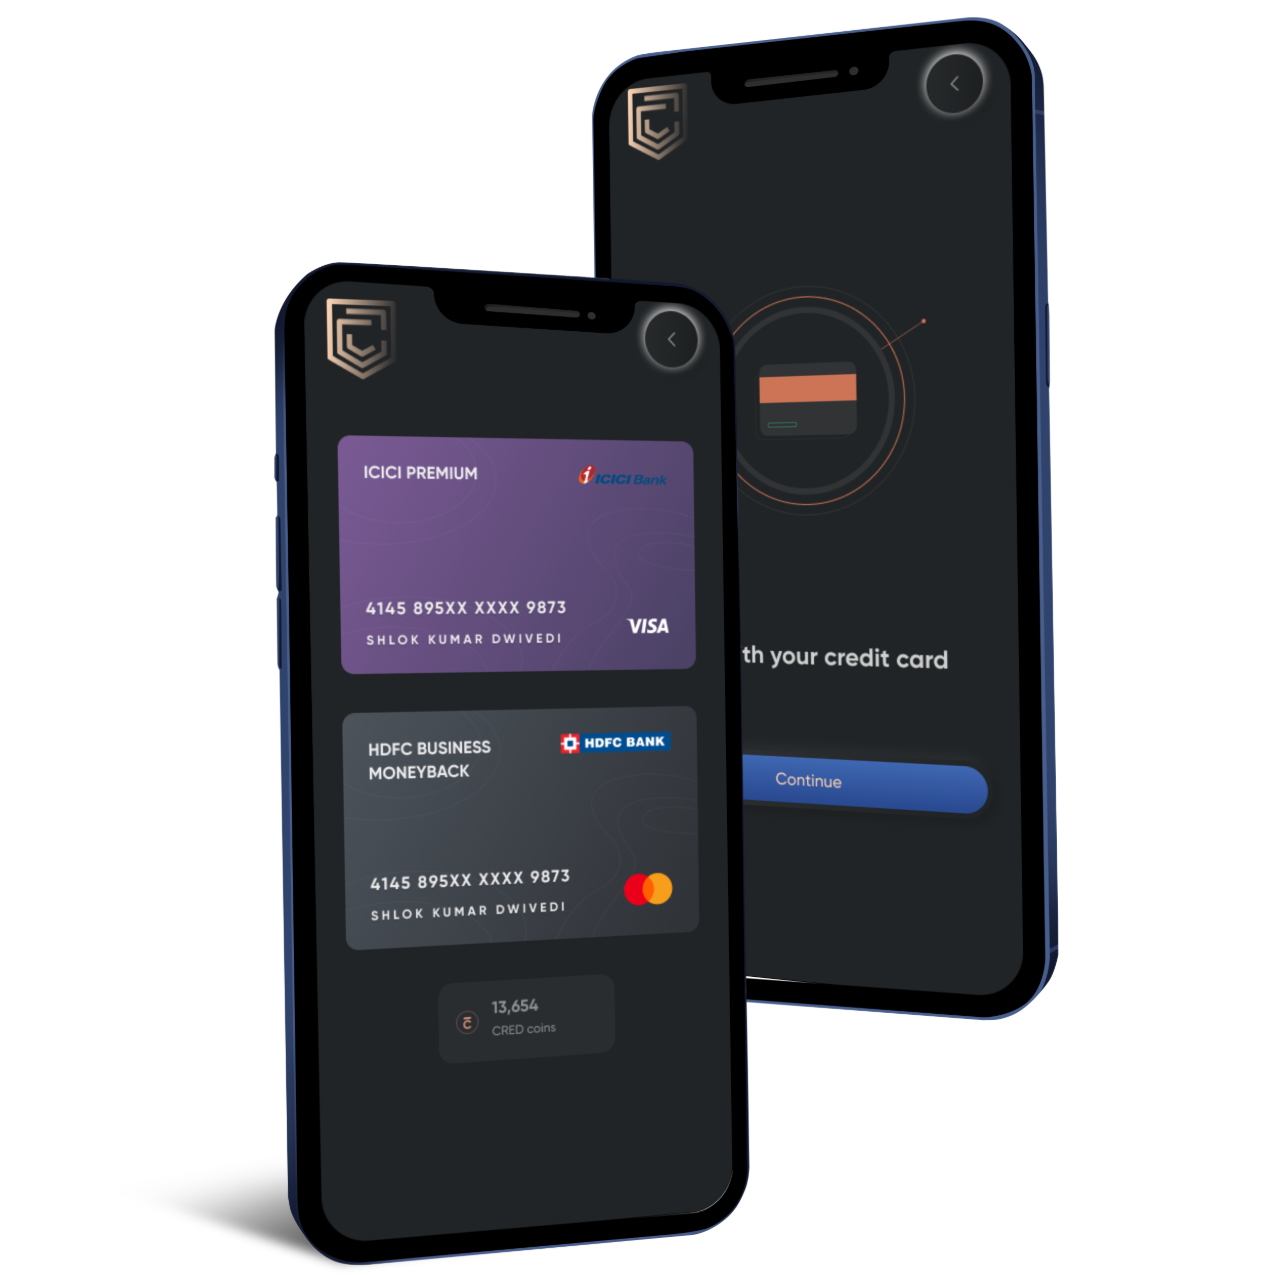 ICICI PREMIUM
i ICICI Bank
4145 895XX XXXX 9873
SHLOK KUMAR DWIVEDI
VISA
HDFC BUSINESS
MONEYBACK
HDFC BANK
4145 895XX XXXX 9873
SHLOK KUMAR DWIVEDI
13,654
CRED coins
th your credit card
Continue